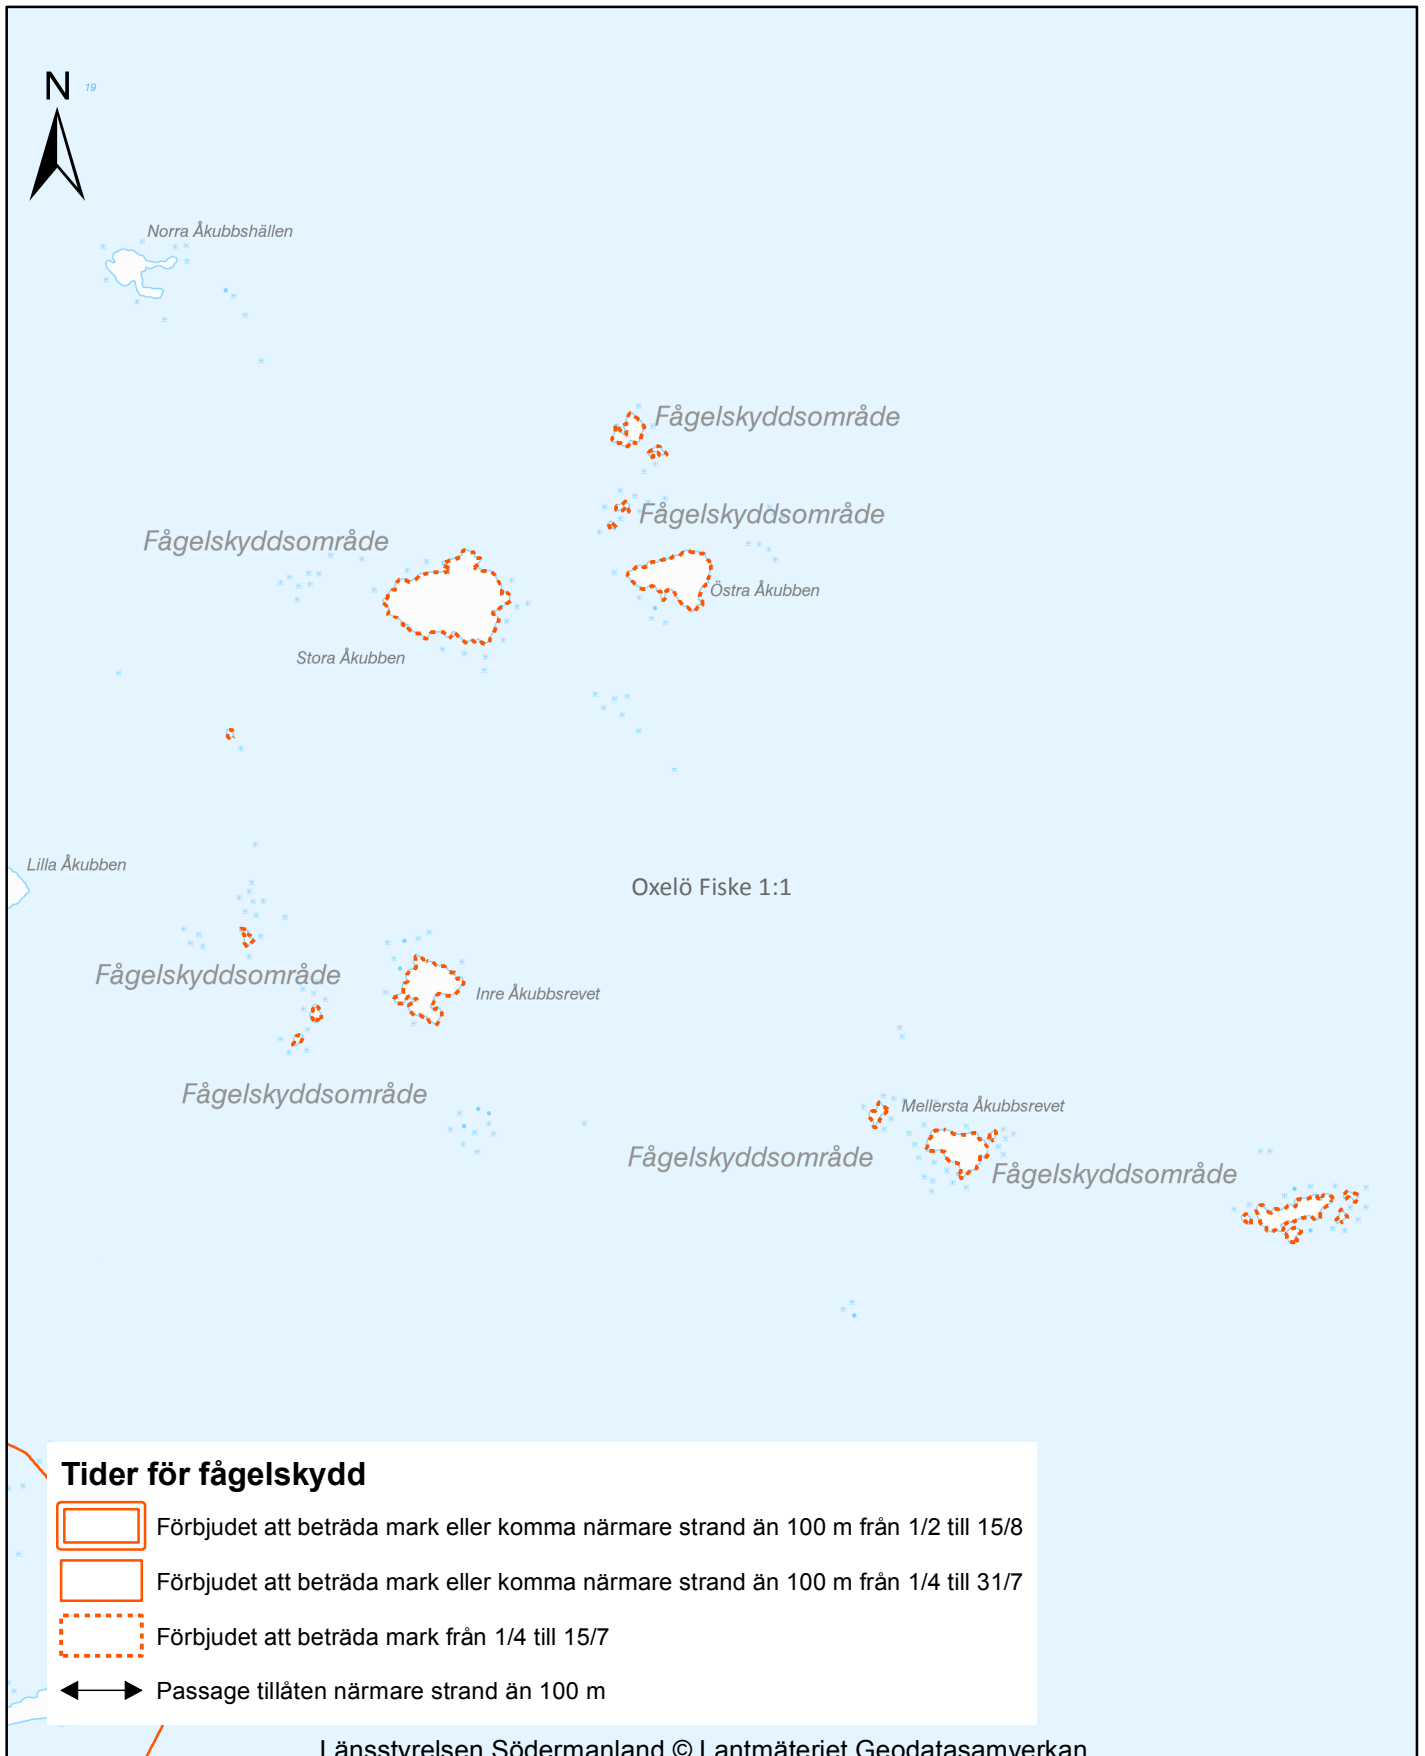 N
19
Norra Åkubbshällen
Fågelskyddsområde
Fågelskyddsområde
Fågelskyddsområde
Östra Åkubben
Stora Åkubben
Lilla Åkubben
Oxelö Fiske 1:1
Fågelskyddsområde
Inre Åkubbsrevet
Fågelskyddsområde
Mellersta Åkubbsrevet
Fågelskyddsområde
Fågelskyddsområde
Tider för fågelskydd
Förbjudet att beträda mark eller komma närmare strand än 100 m från 1/2 till 15/8
Förbjudet att beträda mark eller komma närmare strand än 100 m från 1/4 till 31/7
Förbjudet att beträda mark från 1/4 till 15/7
Passage tillåten närmare strand än 100 m
Länsstyrelsen Södermanland © Lantmäteriet Geodatasamverkan